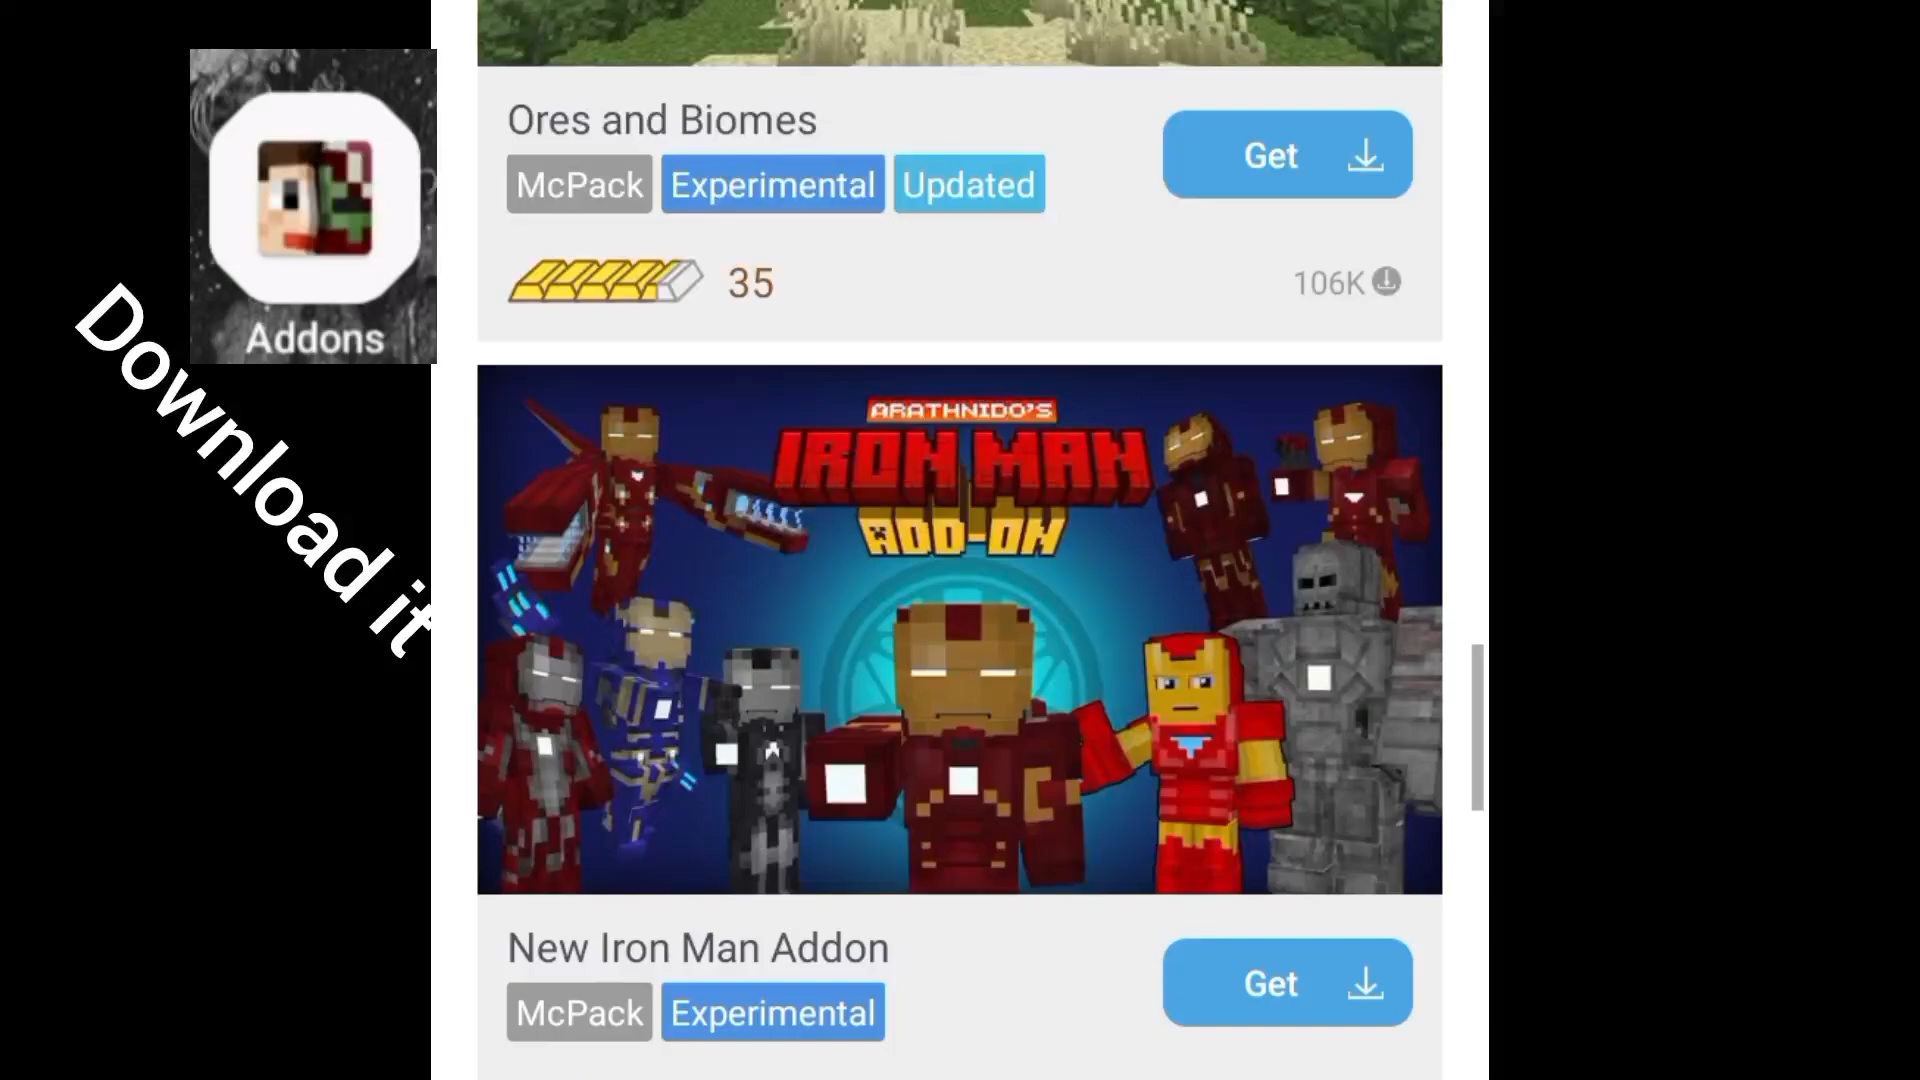 Addons
Download it
Ores and Biomes
Get
McPack Experimental Updated
35
106K
ARATHNIDO'S
IRON MAN
ADD-ON
New Iron Man Addon
Get
McPack Experimental